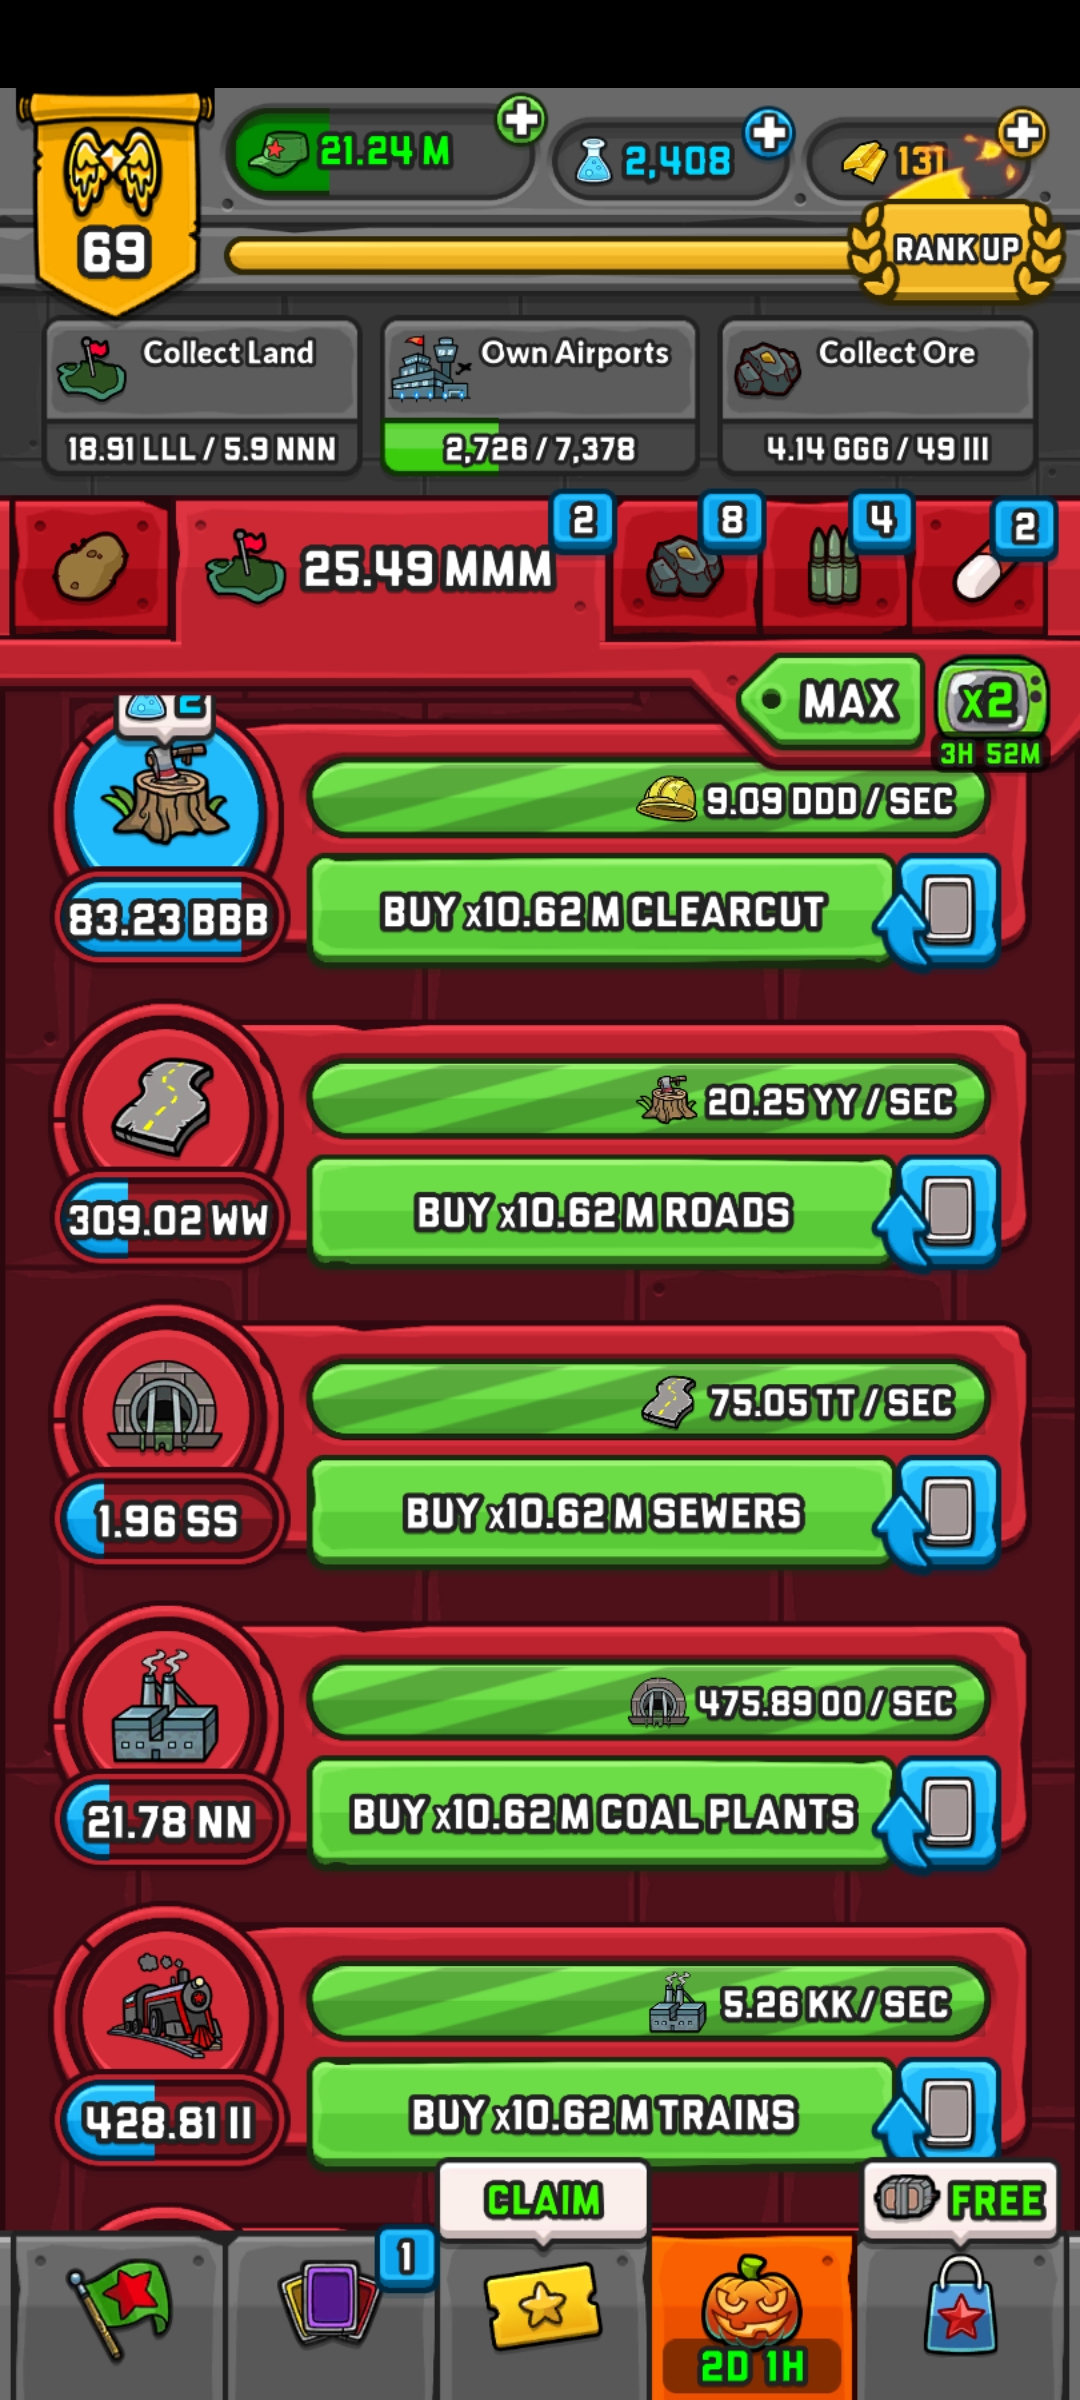 21.24 M
2,408
131
69
RANK UP
Collect Land
18.91 LLL / 5.9 NNN
Own Airports
2,726 / 7,378
Collect Ore
4.14 GGG / 49 III
25.49 MMM
2
8
4
2
MAX
x2
3H 52M
2
9.09 DDD / SEC
83.23 BBB
BUY x10.62 M CLEARCUT
20.25 YY / SEC
309.02 WW
BUY x10.62 M ROADS
75.05 TT / SEC
1.96 SS
BUY x10.62 M SEWERS
475.89 OO / SEC
21.78 NN
BUY x10.62 M COAL PLANTS
5.26 KK / SEC
428.81 II
BUY x10.62 M TRAINS
CLAIM
FREE
1
2D 1H